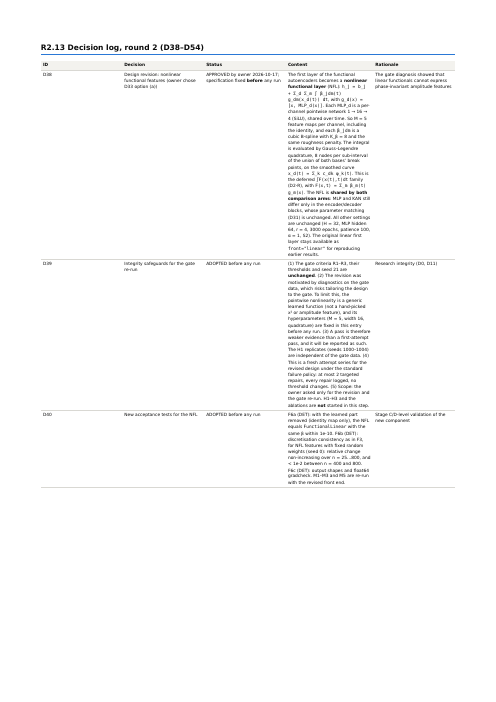 R2.13 Decision log, round 2 (D38–D54)
ID Decision Status Content Rationale
D38
Design revision: nonlinear
functional features (owner chose
D33 option (a))
APPROVED by owner 2026-10-17;
specification fixed before any run
The first layer of the functional
autoencoders becomes a nonlinear
functional layer (NFL): h_j = b_j
+ Σ_d Σ_m ∫ β_jdm(t)
g_dm(x_d(t)) dt, with g_d(x) =
[x, MLP_d(x)]. Each MLP_d is a per-
channel pointwise network 1 → 16 →
4 (SiLU), shared over time. So M = 5
feature maps per channel, including
the identity, and each β_jdm is a
cubic B-spline with K_β = 8 and the
same roughness penalty. The integral
is evaluated by Gauss-Legendre
quadrature, 8 nodes per sub-interval
of the union of both bases' break
points, on the smoothed curve
x_d(t) = Σ_k c_dk φ_k(t). This is
the deferred ∫F(x(t),t)dt family
(D2-R), with F(x,t) = Σ_m β_m(t)
g_m(x). The NFL is shared by both
comparison arms: MLP and KAN still
differ only in the encoder/decoder
blocks, whose parameter matching
(D31) is unchanged. All other settings
are unchanged (H = 32, MLP hidden
64, r = 4, 3000 epochs, patience 100,
α = 1, S2). The original linear first
layer stays available as
front="linear" for reproducing
earlier results.
The gate diagnosis showed that
linear functionals cannot express
phase-invariant amplitude features
D39
Integrity safeguards for the gate
re-run
ADOPTED before any run
(1) The gate criteria R1–R3, their
thresholds and seed 21 are
unchanged. (2) The revision was
motivated by diagnostics on the gate
data, which risks tailoring the design
to the gate. To limit this, the
pointwise nonlinearity is a generic
learned function (not a hand-picked
x² or amplitude feature), and its
hyperparameters (M = 5, width 16,
quadrature) are fixed in this entry
before any run. (3) A pass is therefore
weaker evidence than a first-attempt
pass, and it will be reported as such.
The H1 replicates (seeds 1000–1004)
are independent of the gate data. (4)
This is a fresh attempt series for the
revised design under the standard
failure policy: at most 2 targeted
repairs, every repair logged, no
threshold changes. (5) Scope: the
owner asked only for the revision and
the gate re-run. H1–H3 and the
ablations are not started in this step.
Research integrity (D0, D11)
D40
New acceptance tests for the NFL
ADOPTED before any run
F6a (DET): with the learned part
removed (identity map only), the NFL
equals FunctionalLinear with the
same β within 1e-10. F6b (DET):
discretisation consistency as in F3,
for NFL features with fixed random
weights (seed 0): relative change
non-increasing over n = 25...800, and
< 1e-2 between n = 400 and 800.
F6c (DET): output shapes and float64
gradcheck. M1–M3 and M5 are re-run
with the revised front end.
Stage C/D-level validation of the
new component